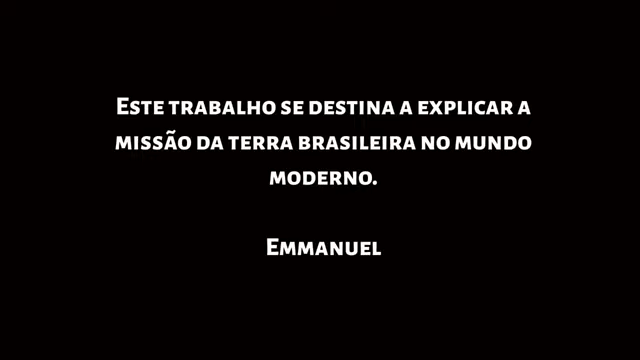 Este trabalho se destina a explicar a
missão da terra brasileira no mundo
moderno.
Emmanuel